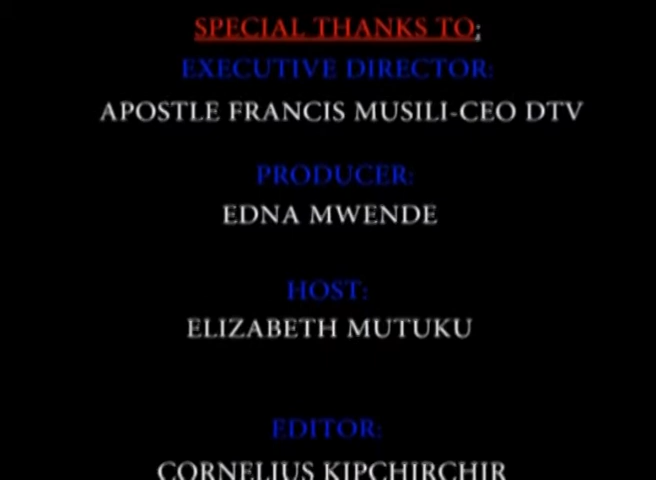 SPECIAL THANKS TO;
EXECUTIVE DIRECTOR:
APOSTLE FRANCIS MUSILI-CEO DTV
PRODUCER:
EDNA MWENDE
HOST:
ELIZABETH MUTUKU
EDITOR:
CORNELIUS KIPCHIRCHIR